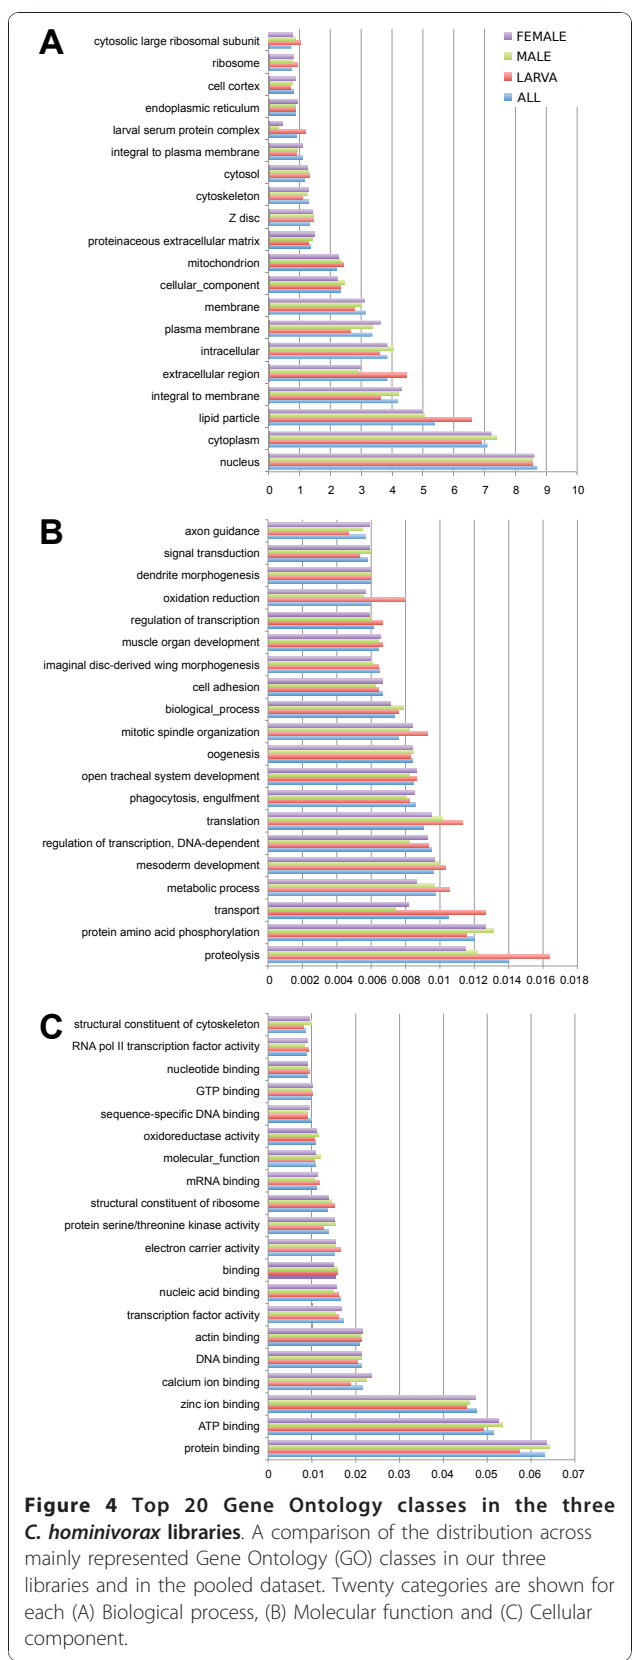 A
FEMALE
MALE
LARVA
ALL
cytosolic large ribosomal subunit
ribosome
cell cortex
endoplasmic reticulum
larval serum protein complex
integral to plasma membrane
cytosol
cytoskeleton
Z disc
proteinaceous extracellular matrix
mitochondrion
cellular_component
membrane
plasma membrane
intracellular
extracellular region
integral to membrane
lipid particle
cytoplasm
nucleus
0 1 2 3 4 5 6 7 8 9 10
B
axon guidance
signal transduction
dendrite morphogenesis
oxidation reduction
regulation of transcription
muscle organ development
imaginal disc-derived wing morphogenesis
cell adhesion
biological_process
mitotic spindle organization
oogenesis
open tracheal system development
phagocytosis, engulfment
translation
regulation of transcription, DNA-dependent
mesoderm development
metabolic process
transport
protein amino acid phosphorylation
proteolysis
0 0.002 0.004 0.006 0.008 0.01 0.012 0.014 0.016 0.018
C
structural constituent of cytoskeleton
RNA pol II transcription factor activity
nucleotide binding
GTP binding
sequence-specific DNA binding
oxidoreductase activity
molecular_function
mRNA binding
structural constituent of ribosome
protein serine/threonine kinase activity
electron carrier activity
binding
nucleic acid binding
transcription factor activity
actin binding
DNA binding
calcium ion binding
zinc ion binding
ATP binding
protein binding
0 0.01 0.02 0.03 0.04 0.05 0.06 0.07
Figure 4 Top 20 Gene Ontology classes in the three
C. hominivorax libraries. A comparison of the distribution across
mainly represented Gene Ontology (GO) classes in our three
libraries and in the pooled dataset. Twenty categories are shown for
each (A) Biological process, (B) Molecular function and (C) Cellular
component.